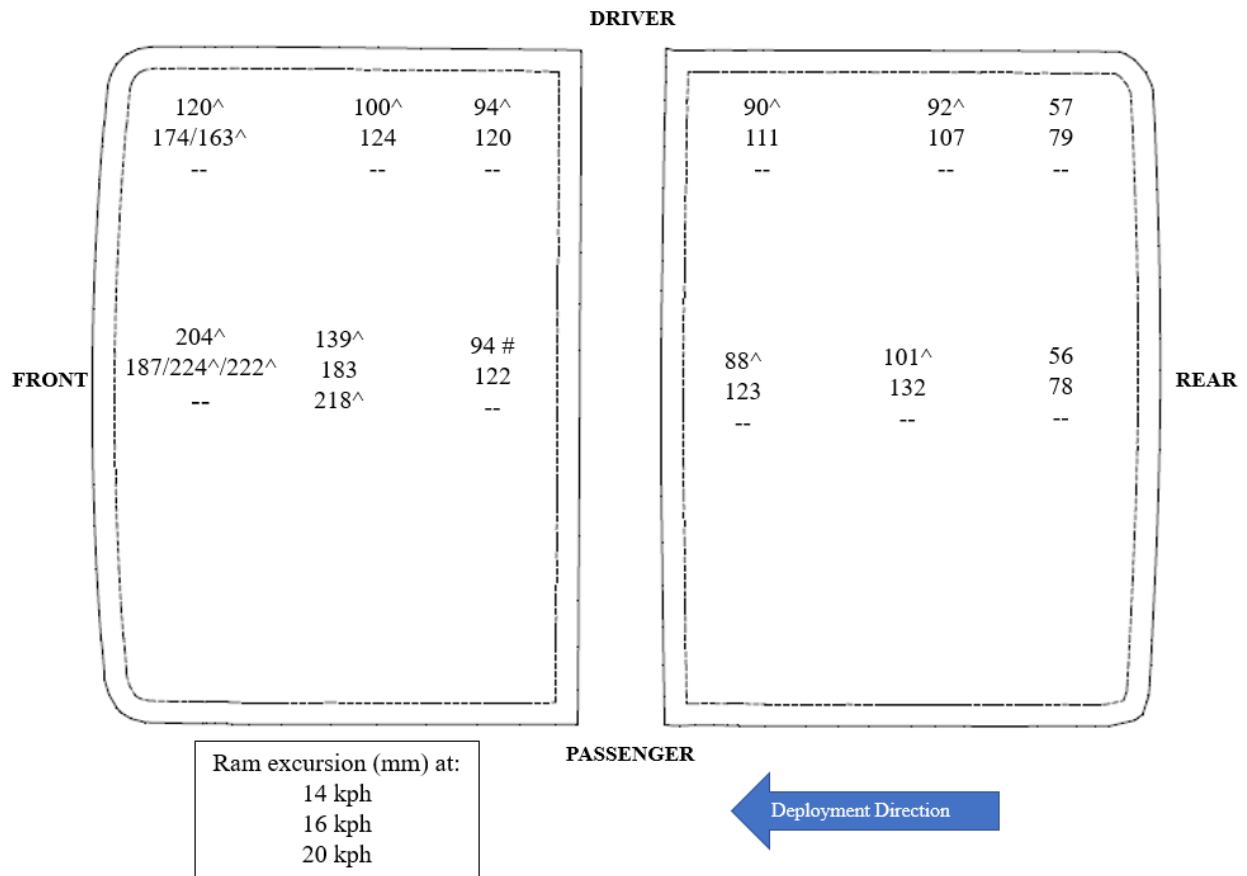 DRIVER
120^ 100^ 94^ 90^ 92^ 57
174/163^ 124 120 111 107 79
-- -- -- -- -- --
204^ 139^ 94 # 88^ 101^ 56
187/224^/222^ 183 122 123 132 78
-- 218^ -- -- -- --
FRONT REAR
PASSENGER
Ram excursion (mm) at:
14 kph
16 kph
20 kph
Deployment Direction